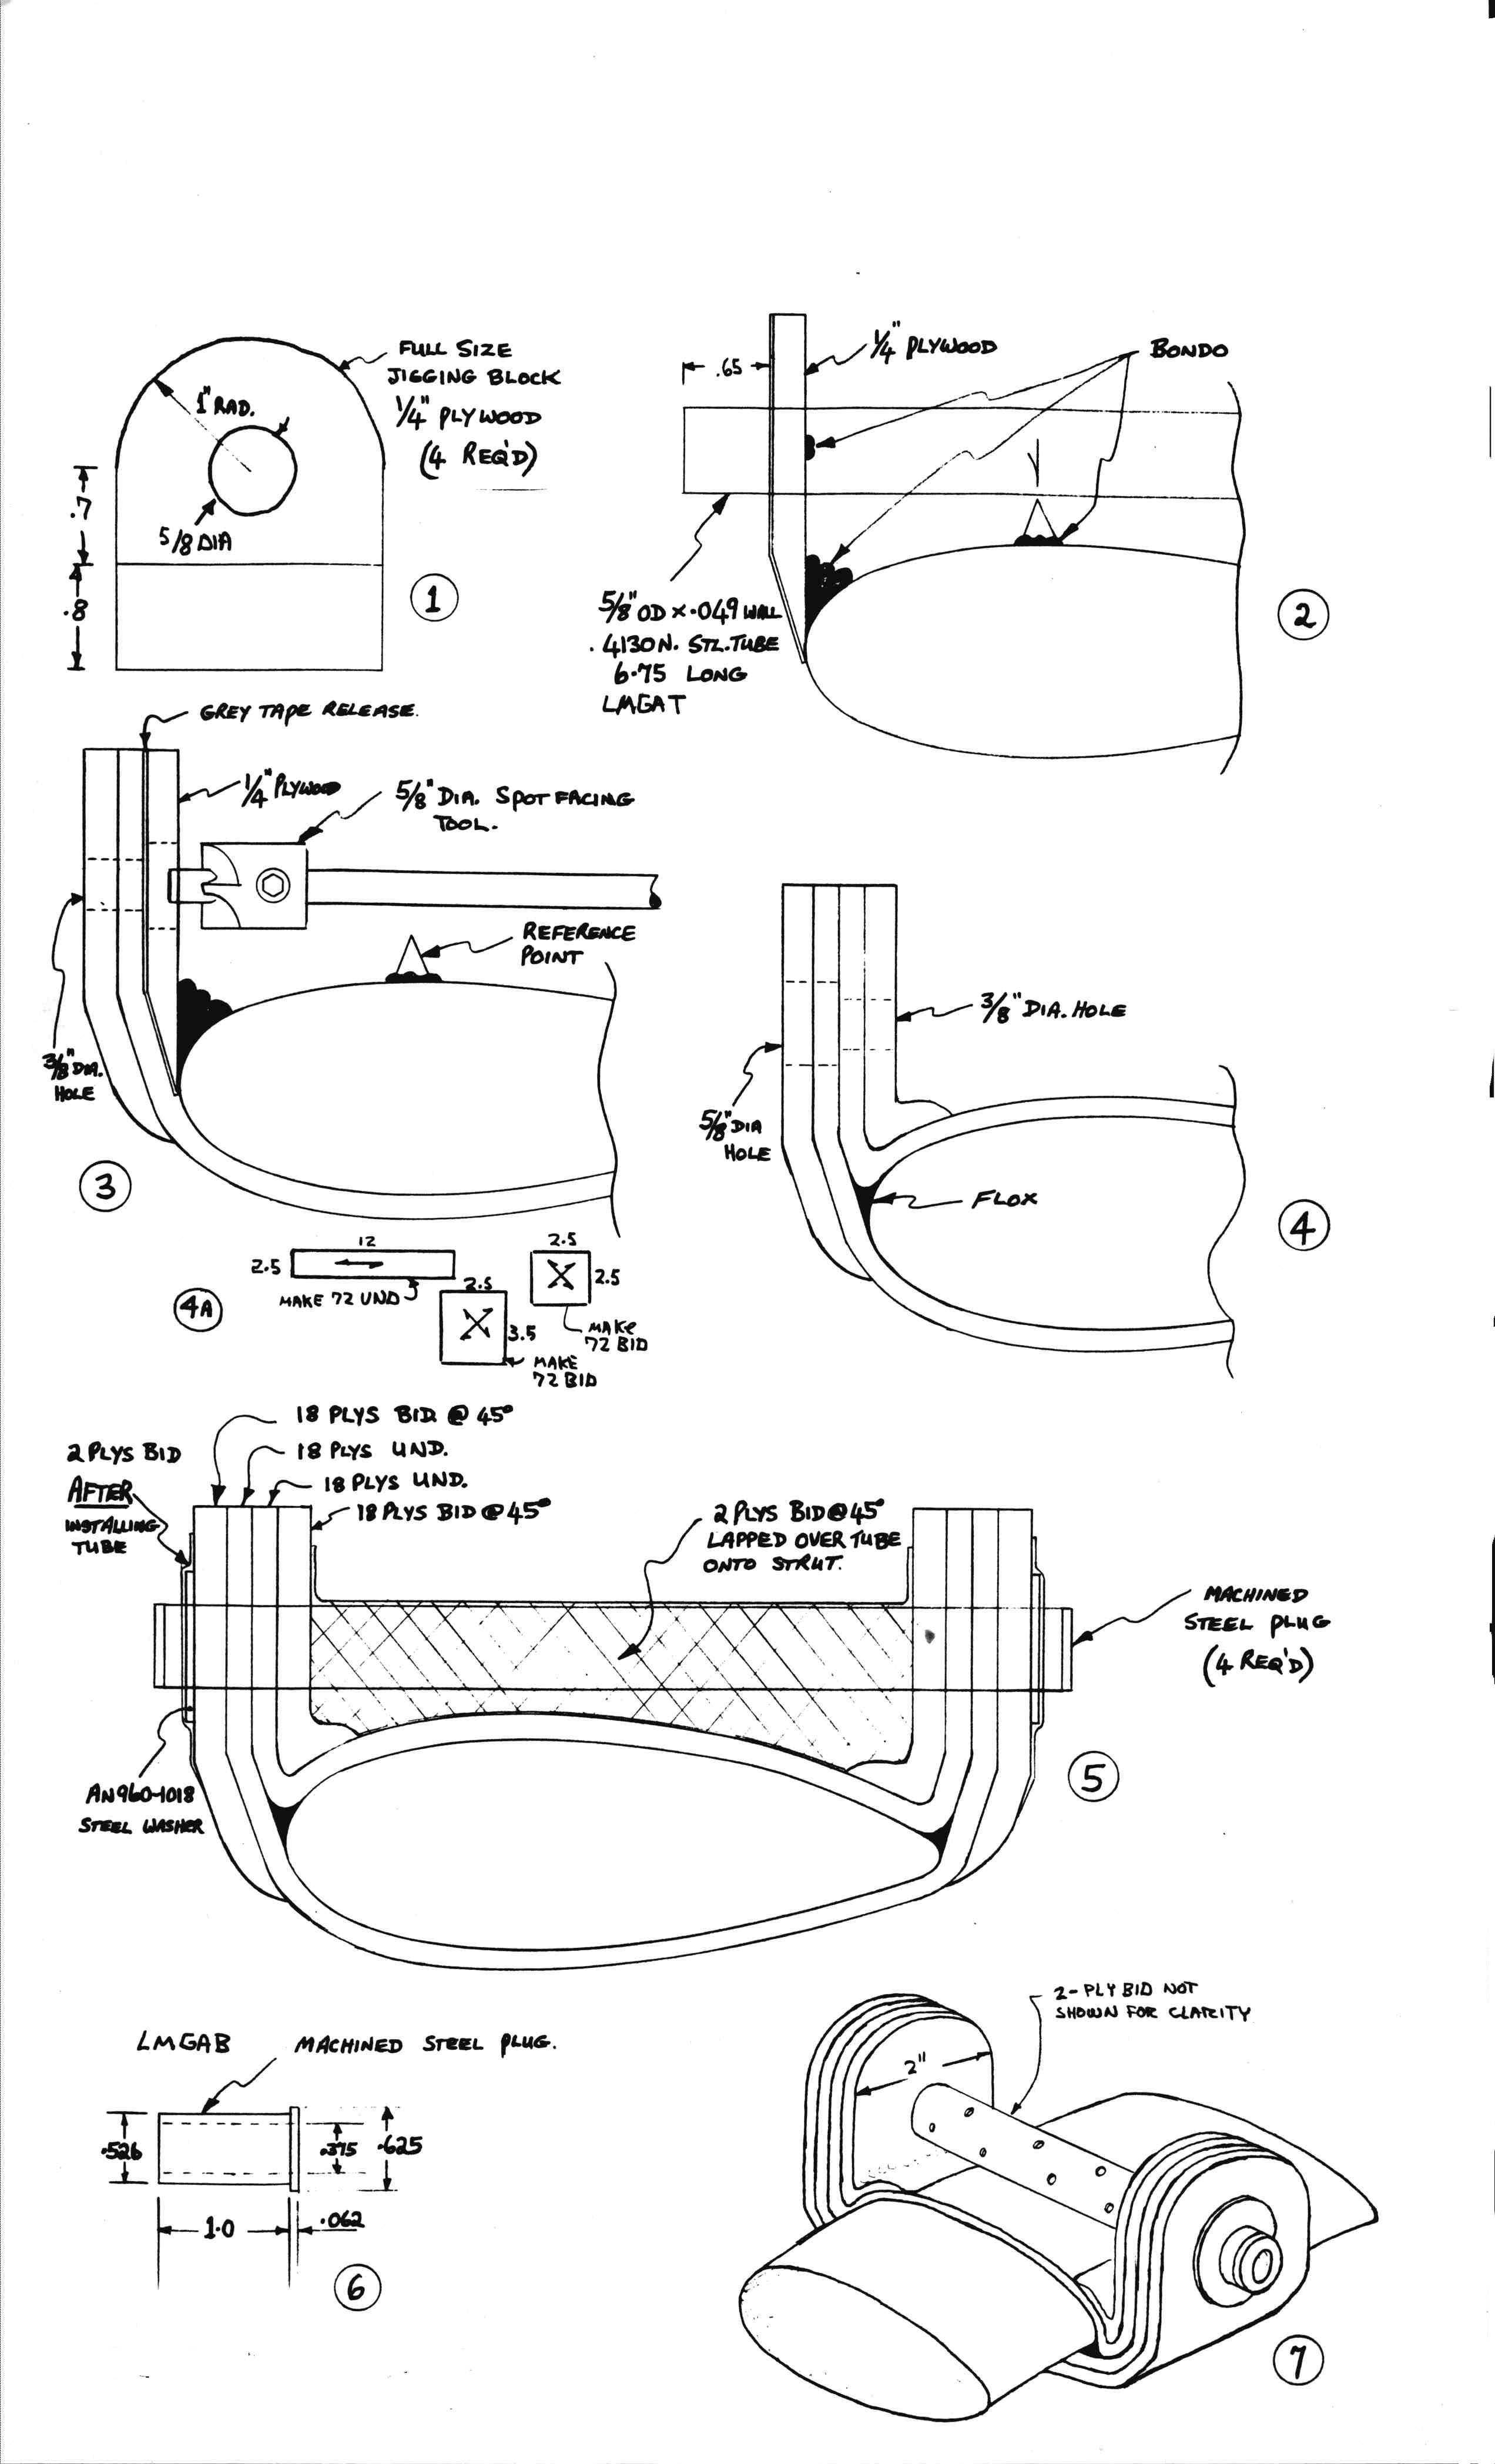 FULL SIZE
JIGGING BLOCK
1/4" PLYWOOD
(4 REQ'D)
1" RAD.
.7
5/8 DIA
.8
1
.65
1/4" PLYWOOD
BONDO
5/8" OD x .049 WALL
. 4130N. STL. TUBE
6.75 LONG
LMGAT
2
GREY TAPE RELEASE.
1/4" PLYWOOD
5/8" DIA. SPOT FACING
TOOL.
REFERENCE
POINT
3/8" DIA.
HOLE
3
3/8" DIA. HOLE
5/8" DIA
HOLE
FLOX
4
4A
12
2.5
MAKE 72 UND
2.5
3.5
MAKE
72 BID
2.5
2.5
MAKE
72 BID
18 PLYS BID @ 45°
18 PLYS UND.
18 PLYS UND.
18 PLYS BID @ 45°
2 PLYS BID
AFTER
INSTALLING
TUBE
2 PLYS BID @ 45°
LAPPED OVER TUBE
ONTO STRUT.
MACHINED
STEEL PLUG
(4 REQ'D)
AN960-1018
STEEL WASHER
5
LMGAB
MACHINED STEEL PLUG.
.526
.375
.625
1.0
.062
6
2-PLY BID NOT
SHOWN FOR CLARITY
2"
7